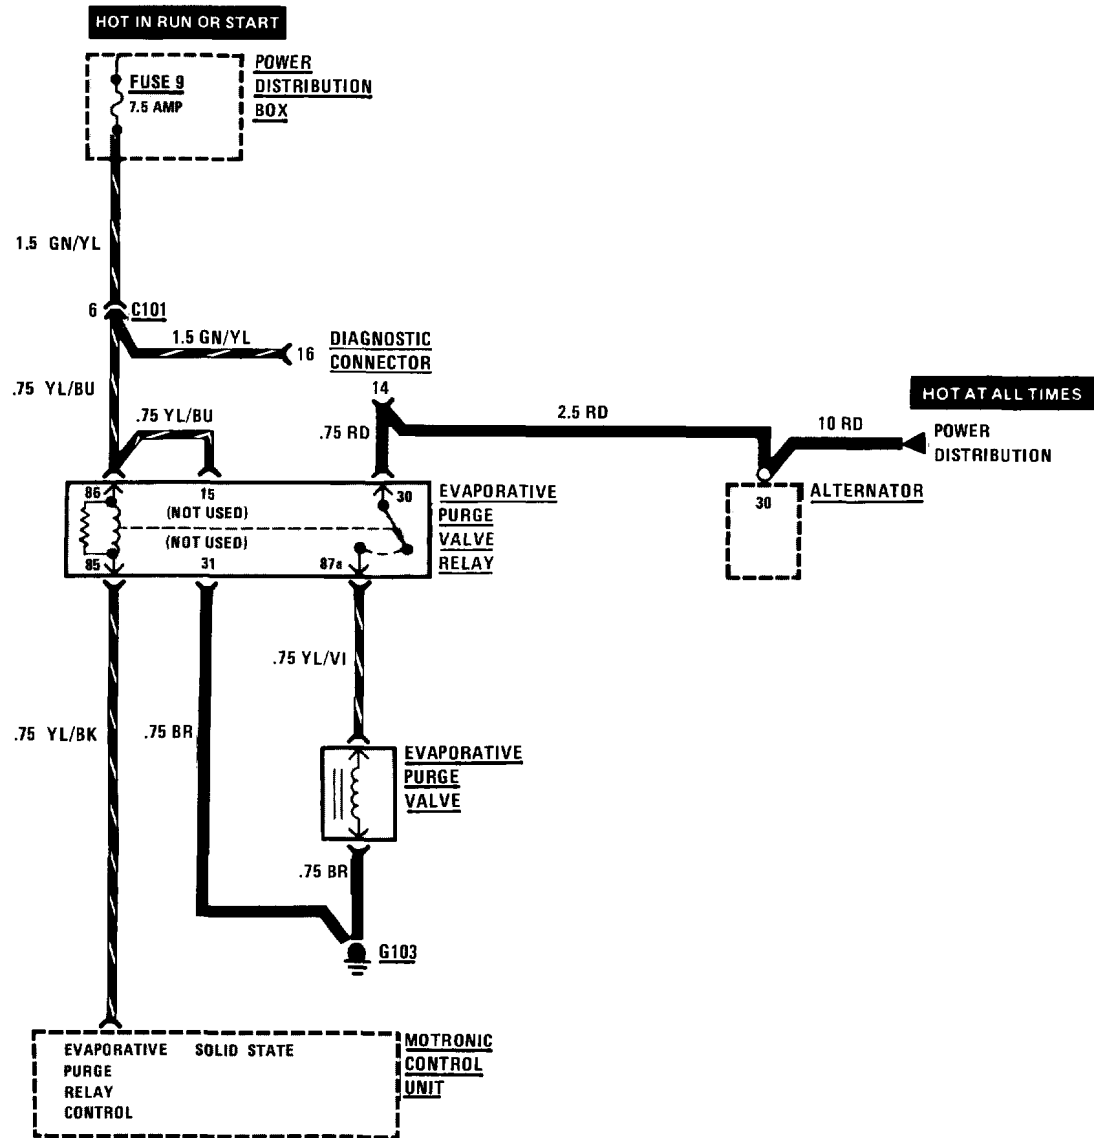 HOT IN RUN OR START
FUSE 9
7.5 AMP
POWER
DISTRIBUTION
BOX
1.5 GN/YL
6
C101
1.5 GN/YL
16
DIAGNOSTIC
CONNECTOR
14
.75 YL/BU
.75 YL/BU
.75 RD
2.5 RD
10 RD
HOT AT ALL TIMES
POWER
DISTRIBUTION
86
15
(NOT USED)
30
(NOT USED)
85
31
87a
EVAPORATIVE
PURGE
VALVE
RELAY
30
ALTERNATOR
.75 YL/VI
.75 YL/BK
.75 BR
EVAPORATIVE
PURGE
VALVE
.75 BR
G103
EVAPORATIVE SOLID STATE
PURGE
RELAY
CONTROL
MOTRONIC
CONTROL
UNIT